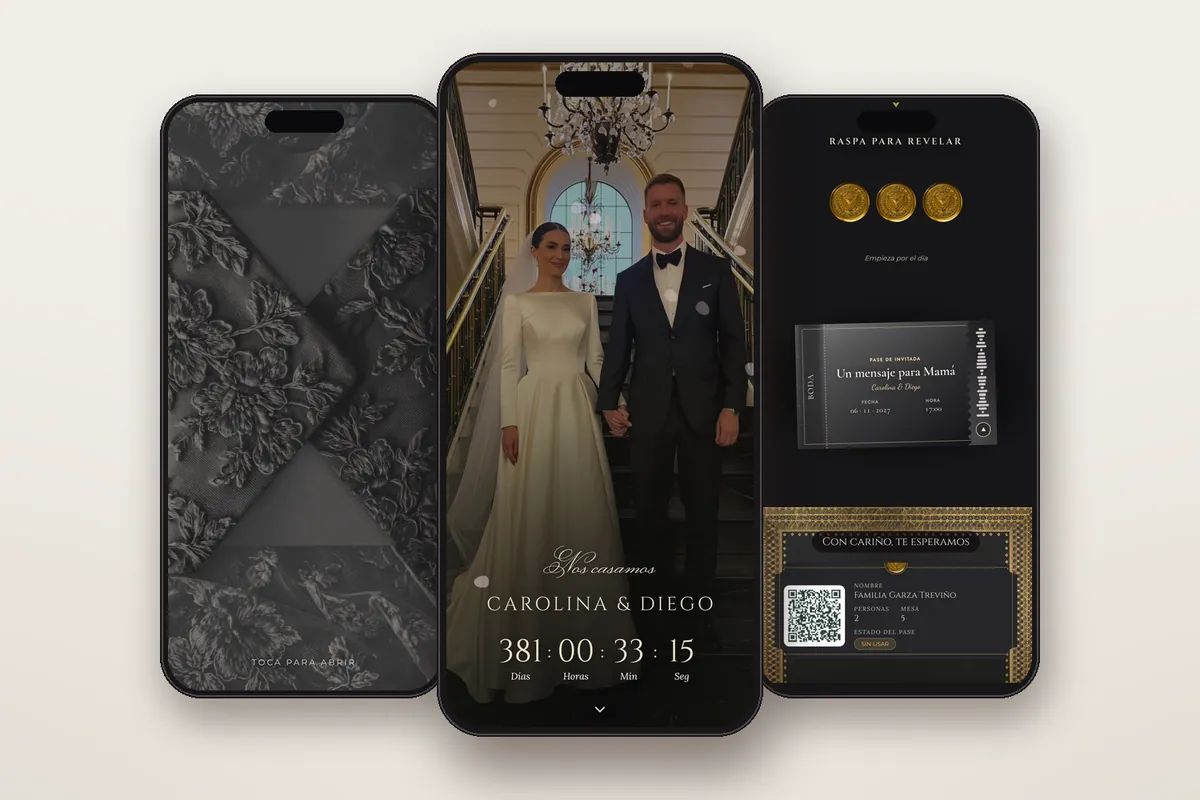 TOCA PARA ABRIR
Nos casamos
CAROLINA & DIEGO
381 : 00 : 33 : 15
Días Horas Min Seg
RASPA PARA REVELAR
Empieza por el día
BODA
PASE DE INVITADA
Un mensaje para Mamá
Carolina & Diego
FECHA HORA
06 · 11 · 2027 17:00
CON CARIÑO, TE ESPERAMOS
NOMBRE
FAMILIA GARZA TREVIÑO
PERSONAS MESA
2 5
ESTADO DEL PASE
SIN USAR